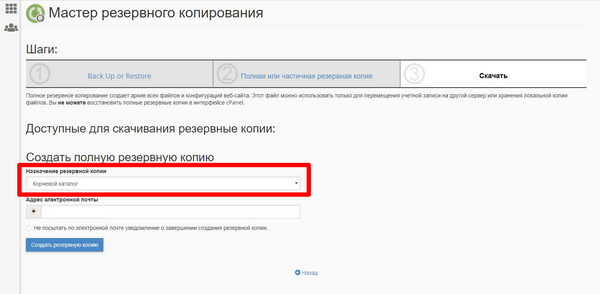 Мастер резервного копирования
Шаги:
1 Back Up or Restore 2 Полная или частичная резервная копия 3 Скачать
Полное резервное копирование создает архив всех файлов и конфигураций веб-сайта. Этот файл можно использовать только для перемещения учетной записи на другой сервер или хранения локальной копии
файлов. Вы не можете восстановить полные резервные копии в интерфейсе cPanel.
Доступные для скачивания резервные копии:
Создать полную резервную копию
Назначение резервной копии
Корневой каталог
Адрес электронной почты
Не посылать по электронной почте уведомление о завершении создания резервной копии.
Создать резервную копию
Назад